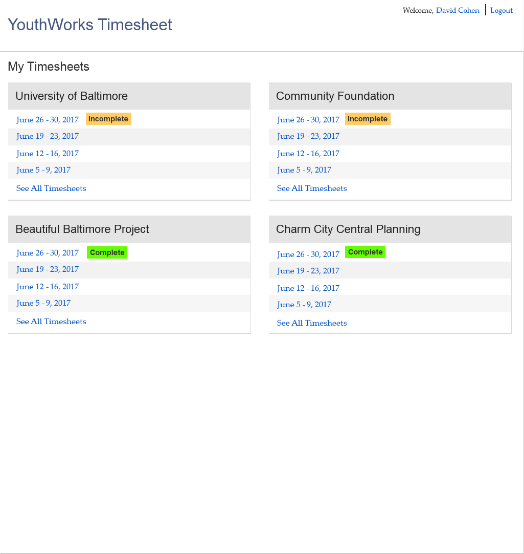 Welcome, David Cohen | Logout
YouthWorks Timesheet
My Timesheets
University of Baltimore
June 26 - 30, 2017 Incomplete
June 19 - 23, 2017
June 12 - 16, 2017
June 5 - 9, 2017
See All Timesheets
Community Foundation
June 26 - 30, 2017 Incomplete
June 19 - 23, 2017
June 12 - 16, 2017
June 5 - 9, 2017
See All Timesheets
Beautiful Baltimore Project
June 26 - 30, 2017 Complete
June 19 - 23, 2017
June 12 - 16, 2017
June 5 - 9, 2017
See All Timesheets
Charm City Central Planning
June 26 - 30, 2017 Complete
June 19 - 23, 2017
June 12 - 16, 2017
June 5 - 9, 2017
See All Timesheets